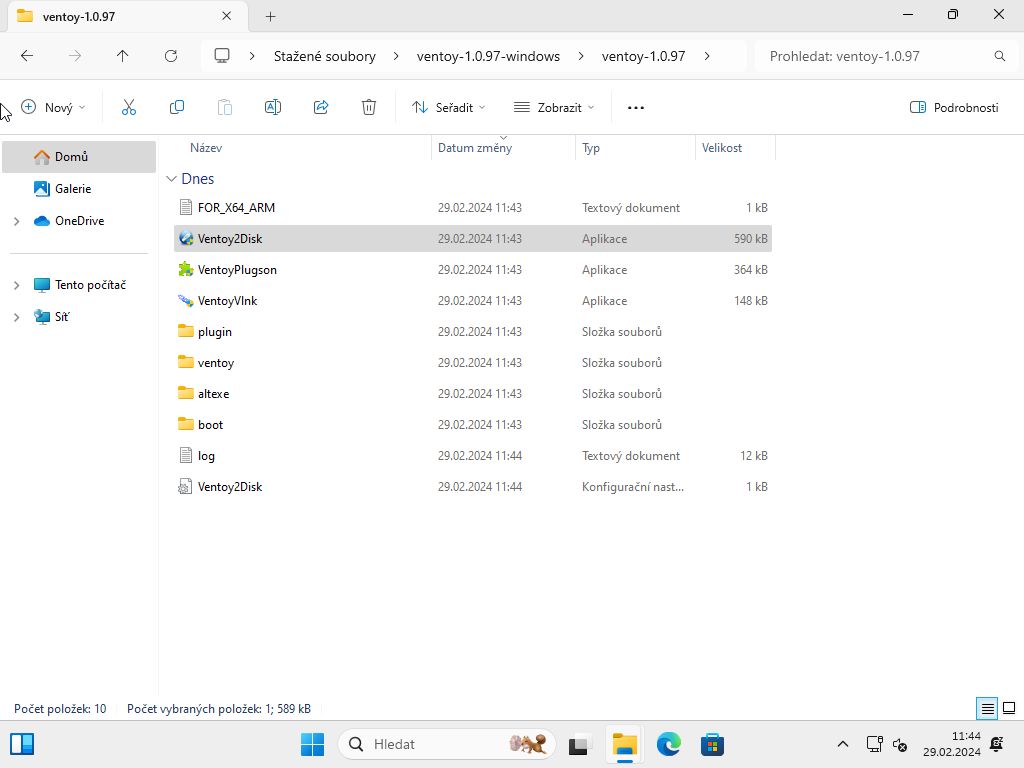 ventoy-1.0.97
Stažené soubory
ventoy-1.0.97-windows
ventoy-1.0.97
Prohledat: ventoy-1.0.97
Nový
Seřadit
Zobrazit
Podrobnosti
Domů
Galerie
OneDrive
Tento počítač
Síť
Název Datum změny Typ Velikost
Dnes
FOR_X64_ARM 29.02.2024 11:43 Textový dokument 1 kB
Ventoy2Disk 29.02.2024 11:43 Aplikace 590 kB
VentoyPlugson 29.02.2024 11:43 Aplikace 364 kB
VentoyVlnk 29.02.2024 11:43 Aplikace 148 kB
plugin 29.02.2024 11:43 Složka souborů
ventoy 29.02.2024 11:43 Složka souborů
altexe 29.02.2024 11:43 Složka souborů
boot 29.02.2024 11:43 Složka souborů
log 29.02.2024 11:44 Textový dokument 12 kB
Ventoy2Disk 29.02.2024 11:44 Konfigurační nast... 1 kB
Počet položek: 10 Počet vybraných položek: 1; 589 kB
Hledat
11:44
29.02.2024